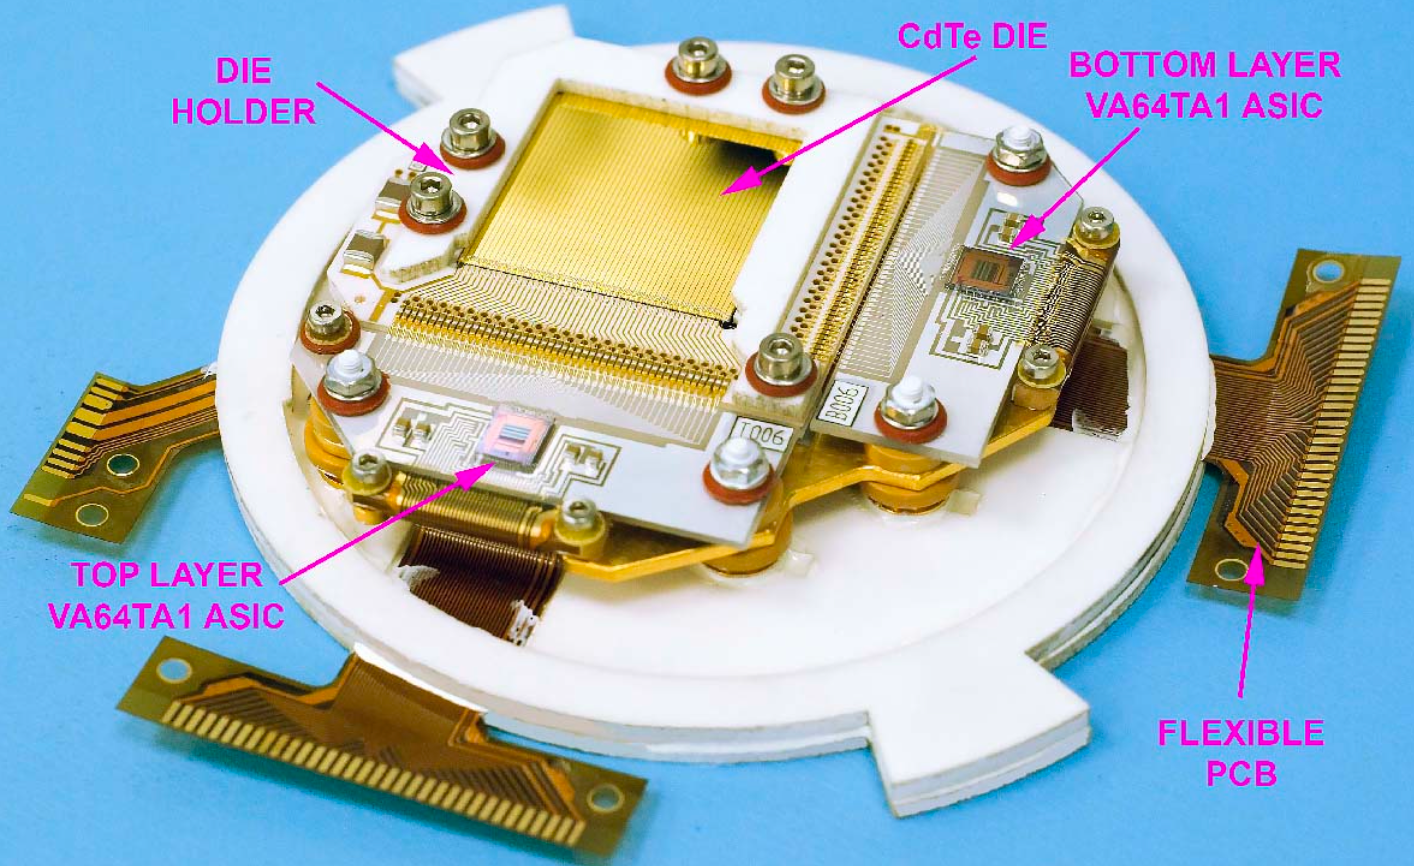 CdTe DIE
DIE
HOLDER
BOTTOM LAYER
VA64TA1 ASIC
B006
T006
TOP LAYER
VA64TA1 ASIC
FLEXIBLE
PCB